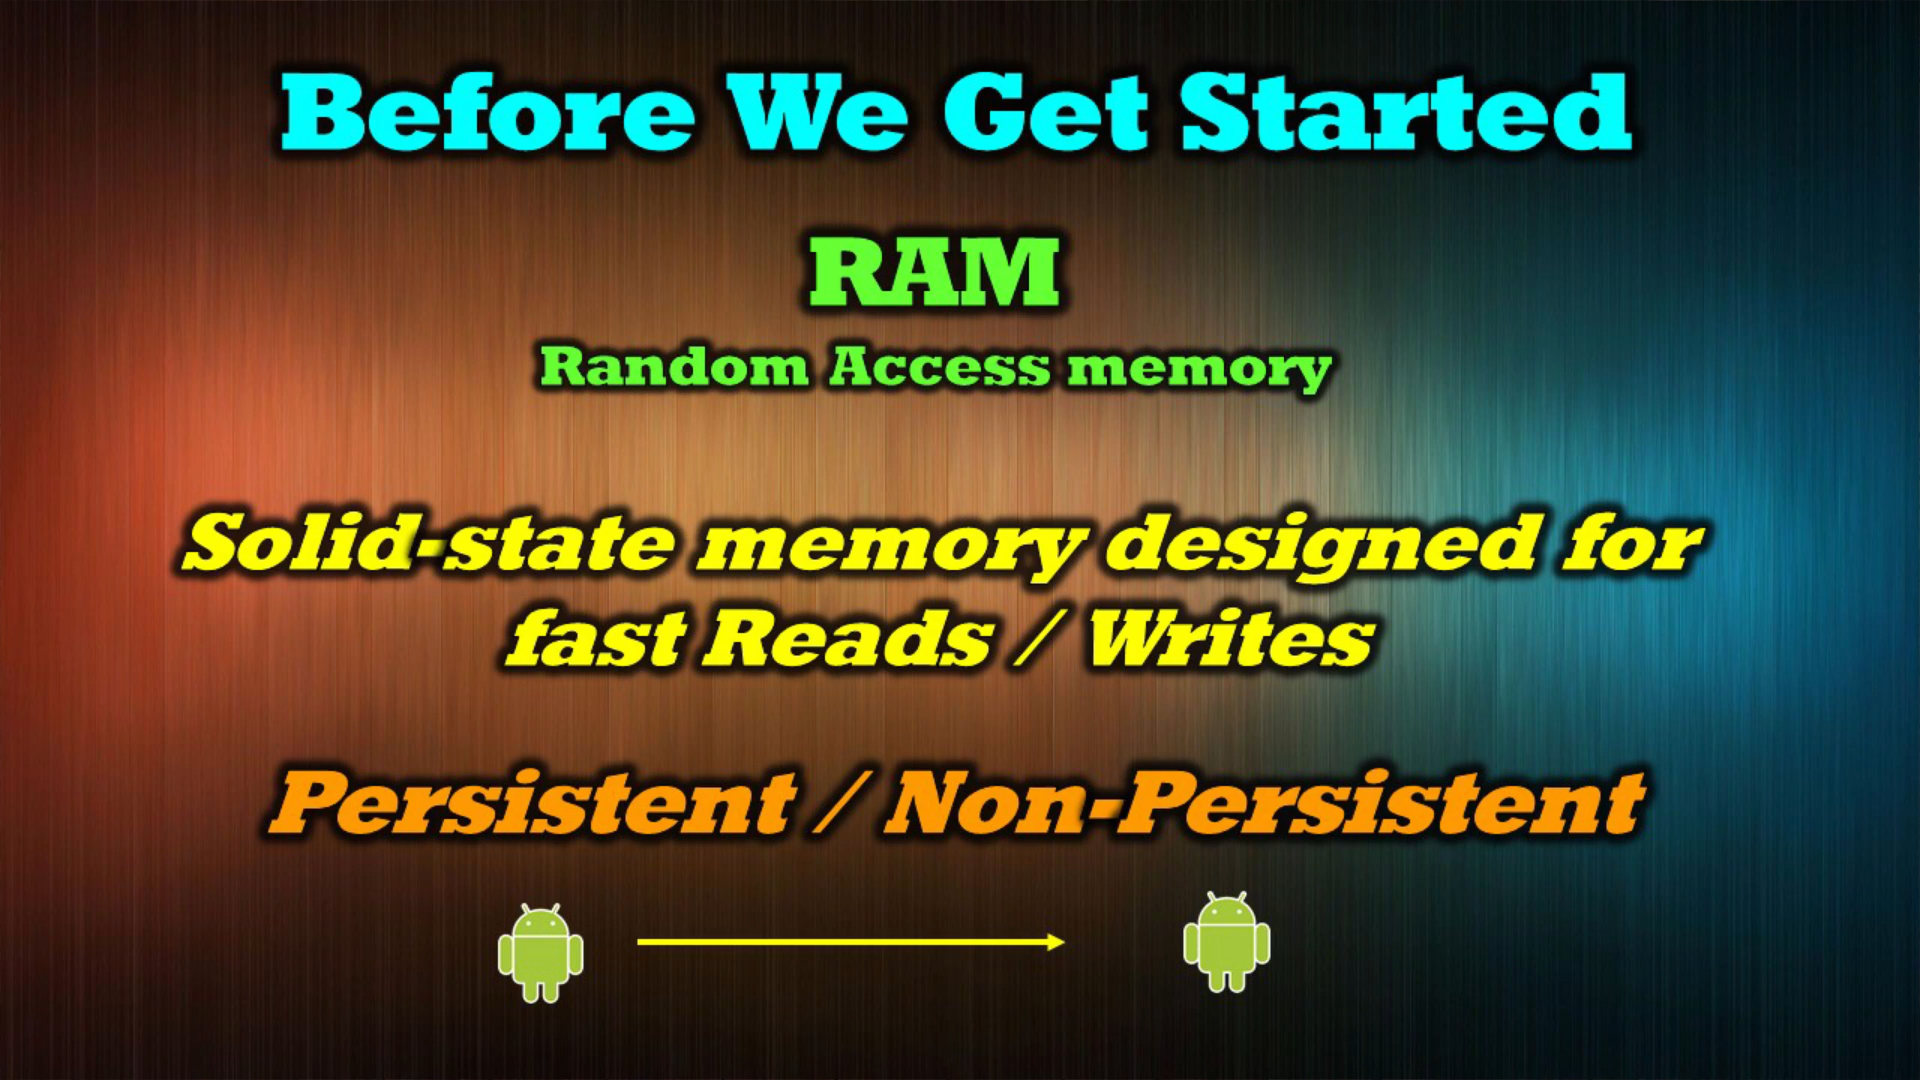 Before We Get Started
RAM
Random Access memory
Solid-state memory designed for
fast Reads / Writes
Persistent / Non-Persistent